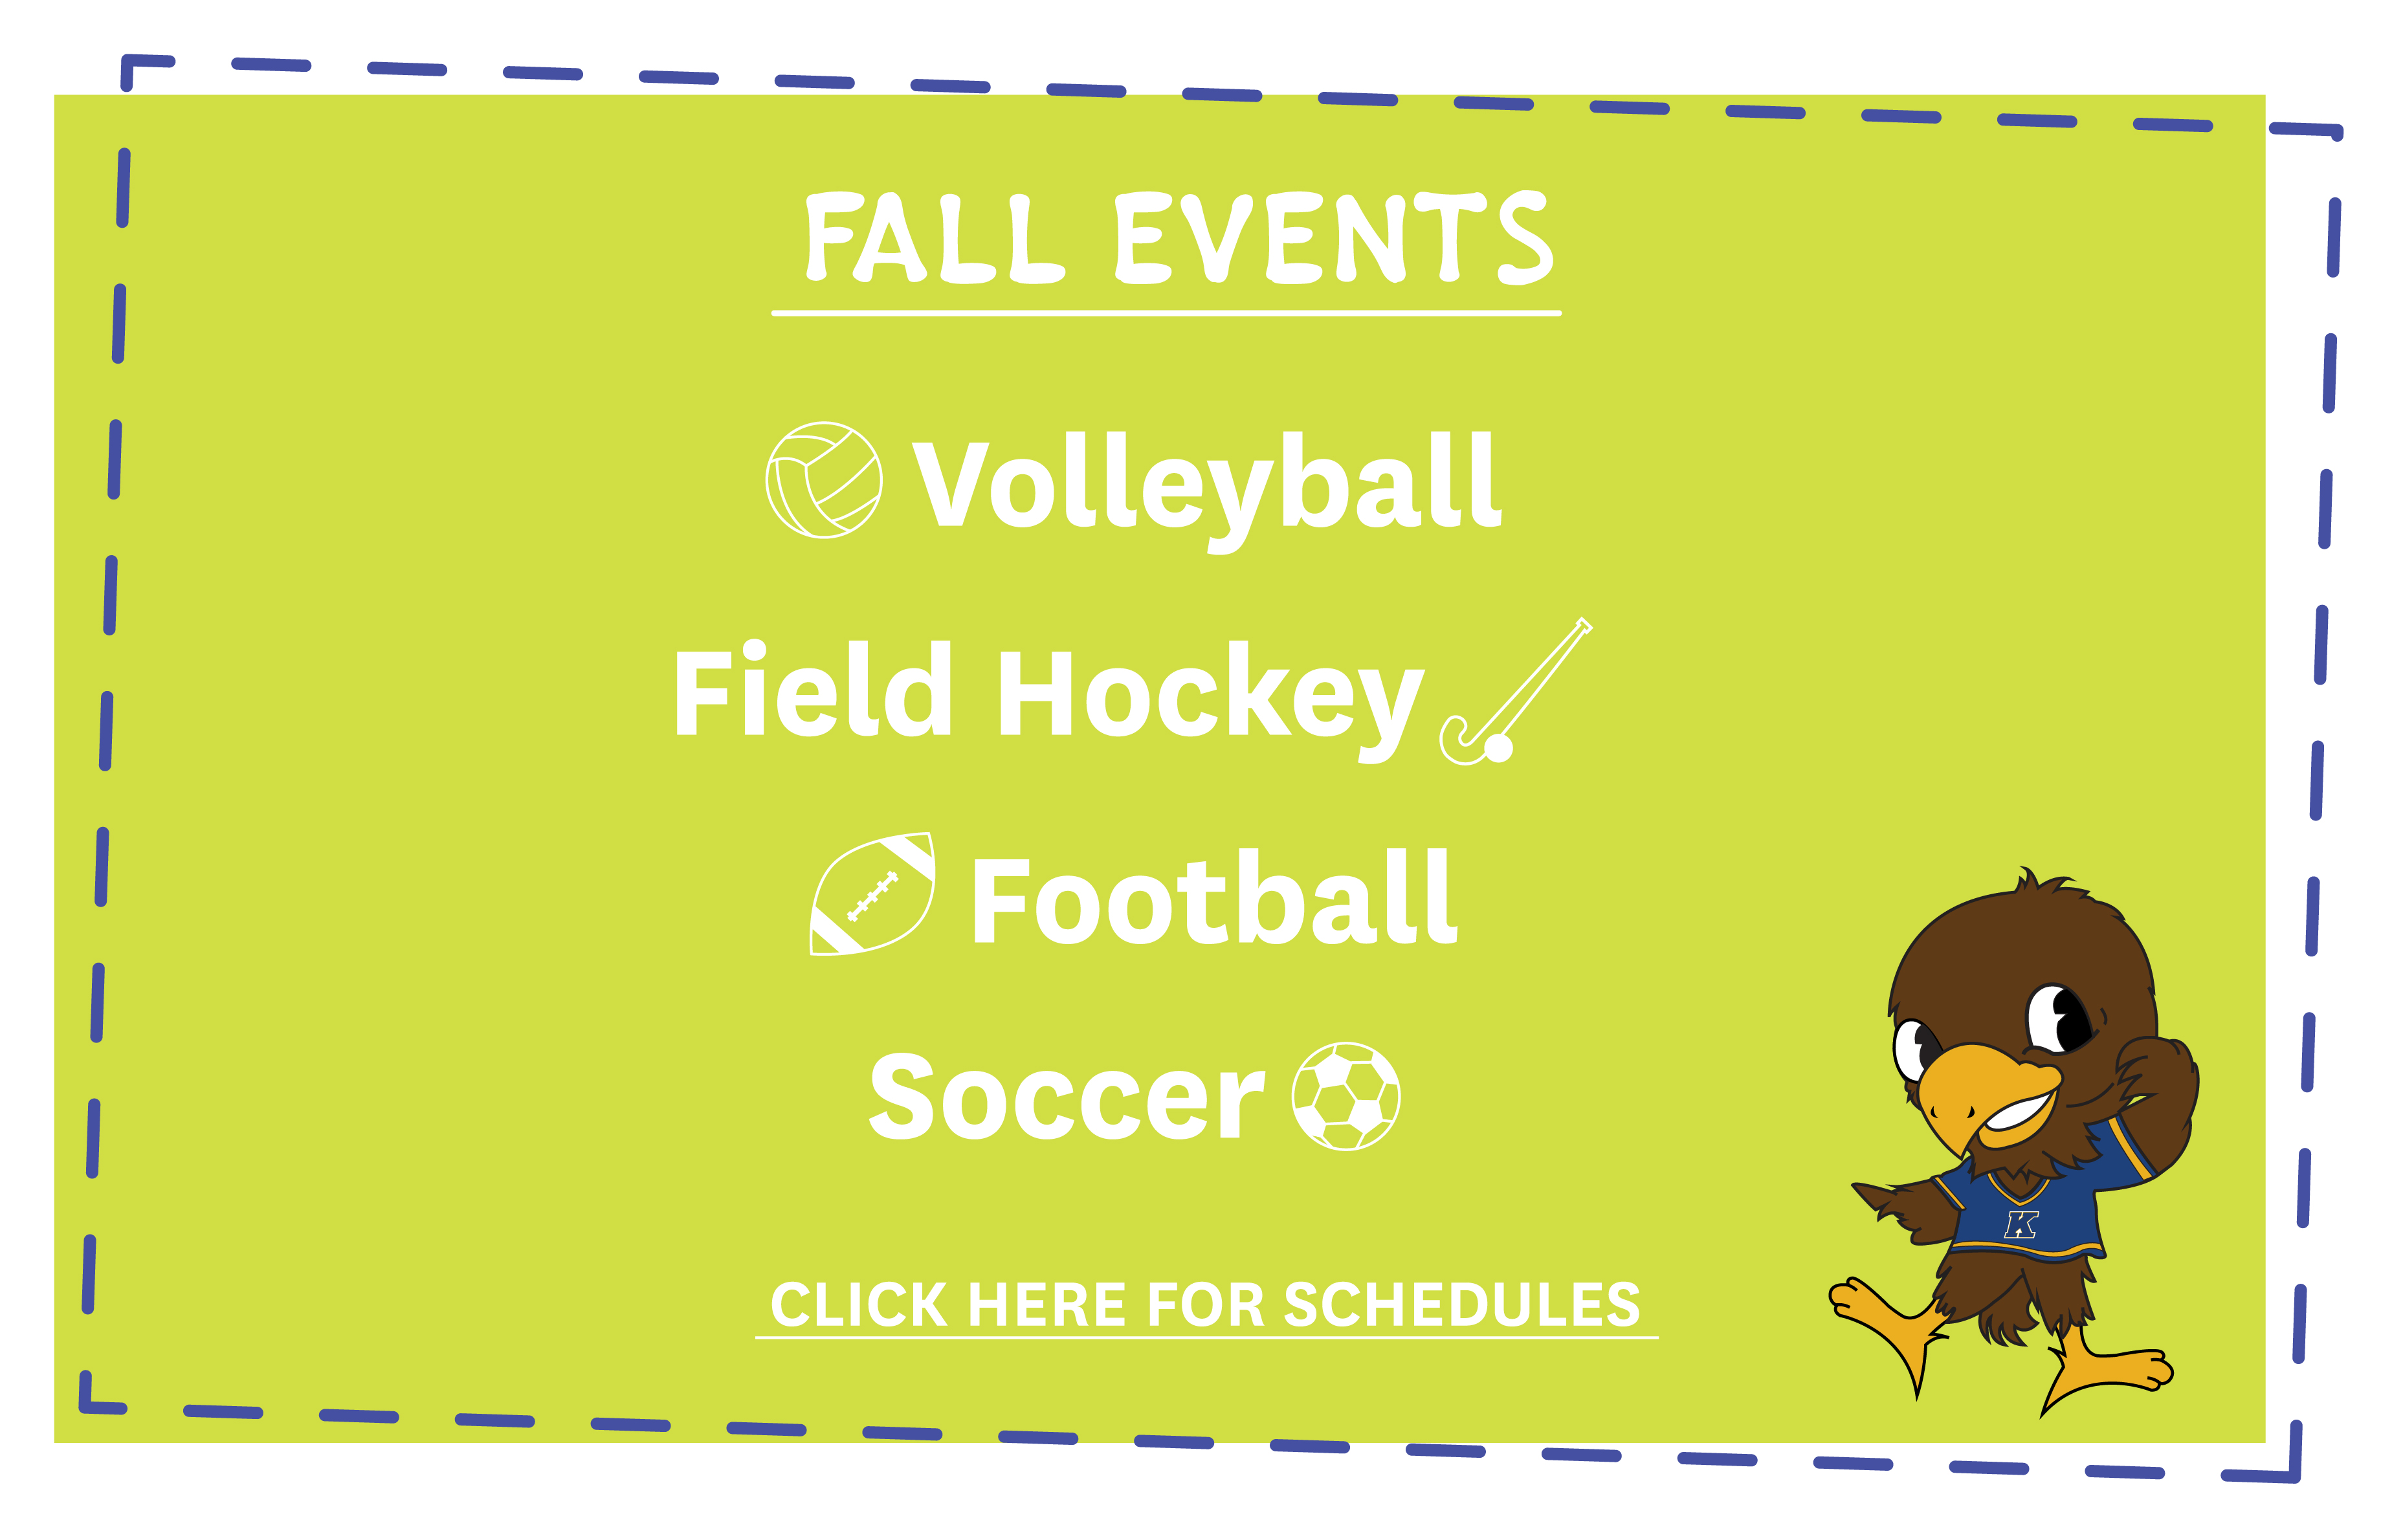 FALL EVENTS
Volleyball
Field Hockey
Football
Soccer
K
CLICK HERE FOR SCHEDULES